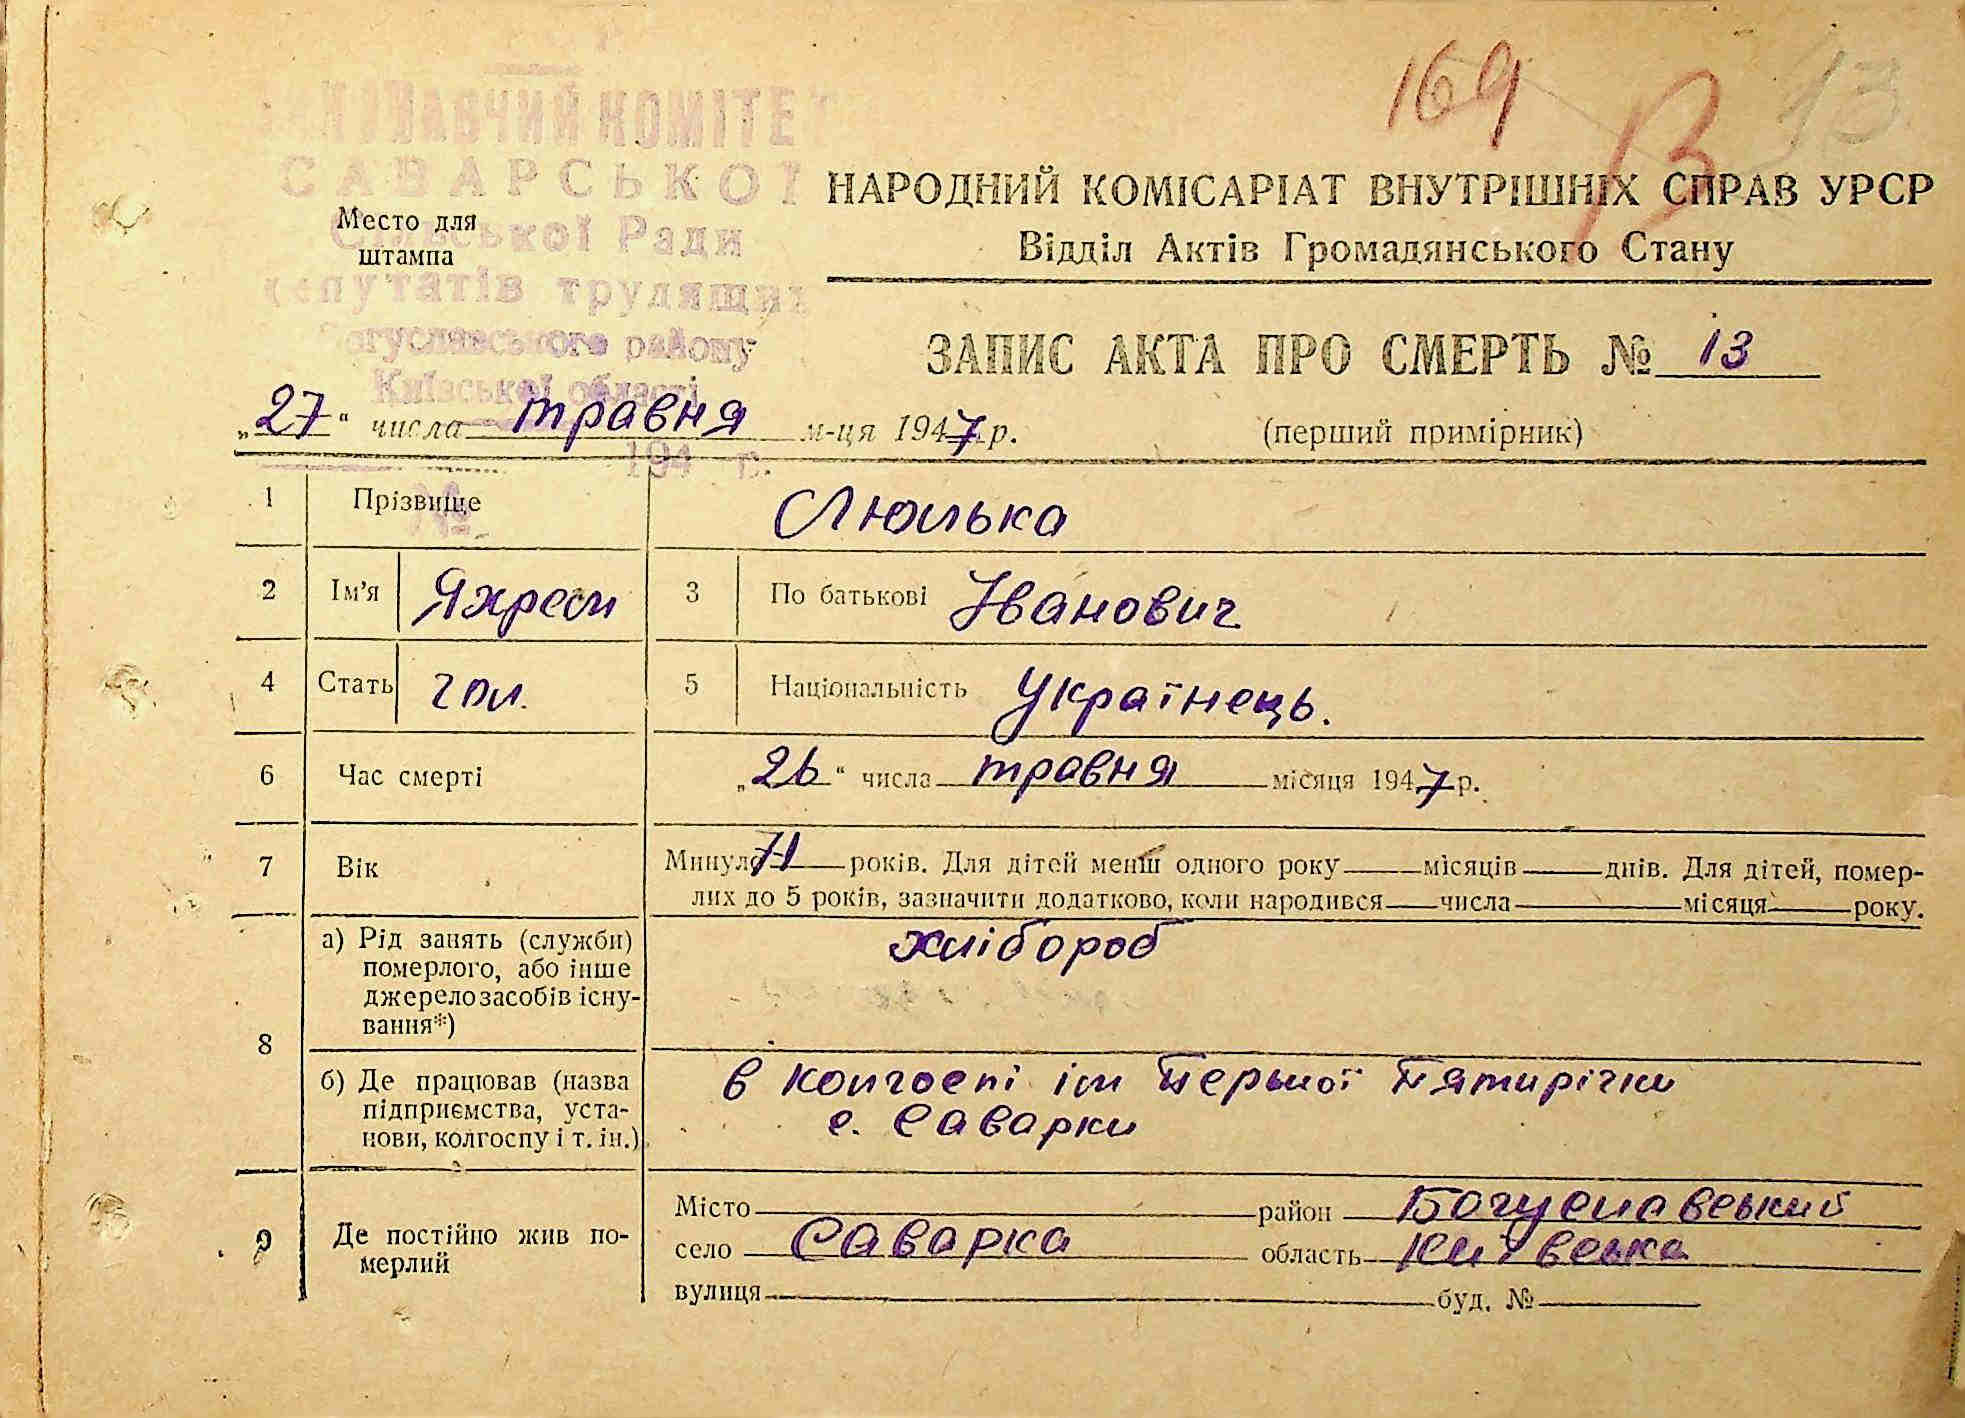 169 В 13
КОМІТЕТ
САВАРСЬКОЇ
Сільської Ради
депутатів трудящих
Богуславського району
Київської області
194 р.
№
Место для
штампа
НАРОДНИЙ КОМІСАРІАТ ВНУТРІШНІХ СПРАВ УРСР
Відділ Актів Громадянського Стану
ЗАПИС АКТА ПРО СМЕРТЬ № 13
„27“ числа травня м-ця 1947 р.
(перший примірник)
1 Прізвище Люлька
2 Ім'я 3 По батькові Іванович
4 Стать чол. 5 Національність Українець.
6 Час смерті „26“ числа травня місяця 1947 р.
7 Вік Минуло 71 років. Для дітей менш одного року місяців днів. Для дітей, помер-
лих до 5 років, зазначити додатково, коли народився числа місяця року.
8 а) Рід занять (служби) хлібороб
померлого, або інше
джерело засобів існу-
вання*)
б) Де працював (назва в колгоспі ім Першої Пятирічки
підприємства, уста- с. Саварки
нови, колгоспу і т. ін.)
9 Де постійно жив по-
мерлий
Місто район Богуславський
село Саварка область Київська
вулиця буд. №